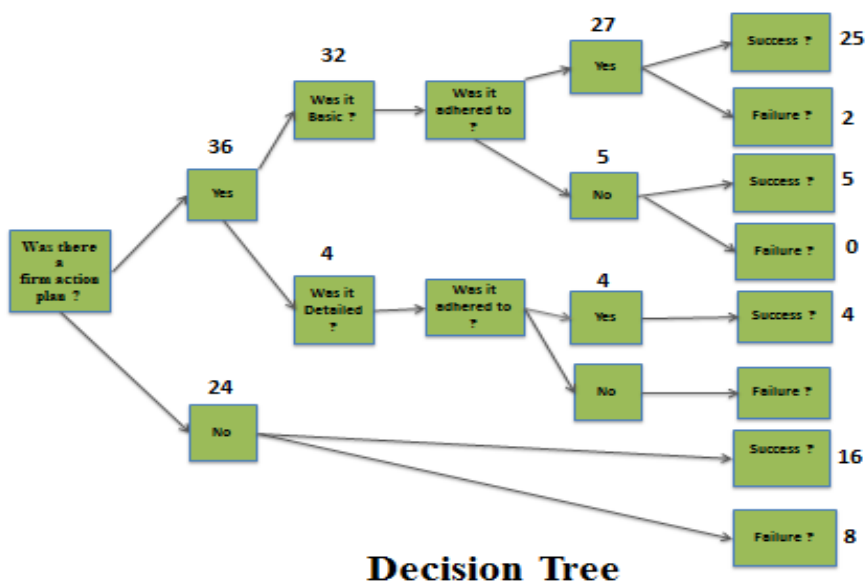 27
Success ?
25
32
Yes
Was it
Basic ?
Was it
adhered to
?
Failure ?
2
36
5
Success ?
5
Yes
No
Was there
a
firm action
plan ?
4
Failure ?
0
Was it
Detailed
?
Was it
adhered to
?
4
Yes
Success ?
4
24
No
Failure ?
No
Success ?
16
Failure ?
8
Decision Tree